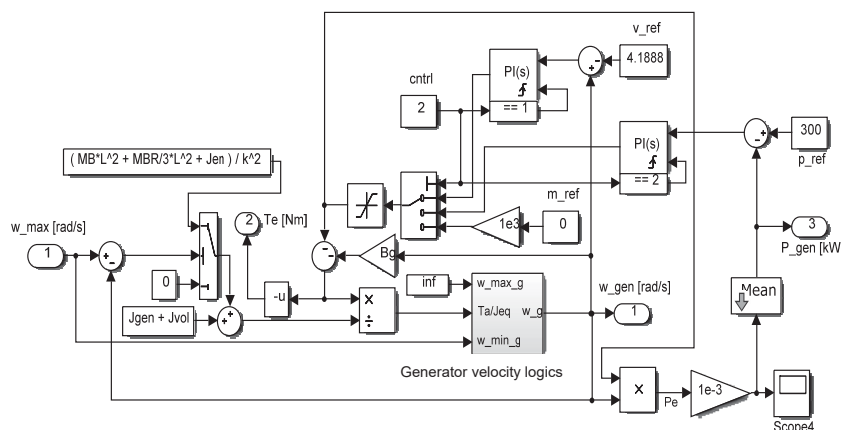 v_ref
4.1888
PI(s)
== 1
cntrl
2
300
p_ref
PI(s)
== 2
( MB*L^2 + MBR/3*L^2 + Jen ) / k^2
m_ref
0
1e3
3
P_gen [kW
w_max [rad/s]
1
2
Te [Nm]
Bg
+
-
-
-
+
-
-
+
0
-u
×
÷
inf
w_max_g
Ta/Jeq
w_g
w_min_g
w_gen [rad/s]
1
Mean
Jgen + Jvol
+
+
Generator velocity logics
×
Pe
1e-3
Scope4